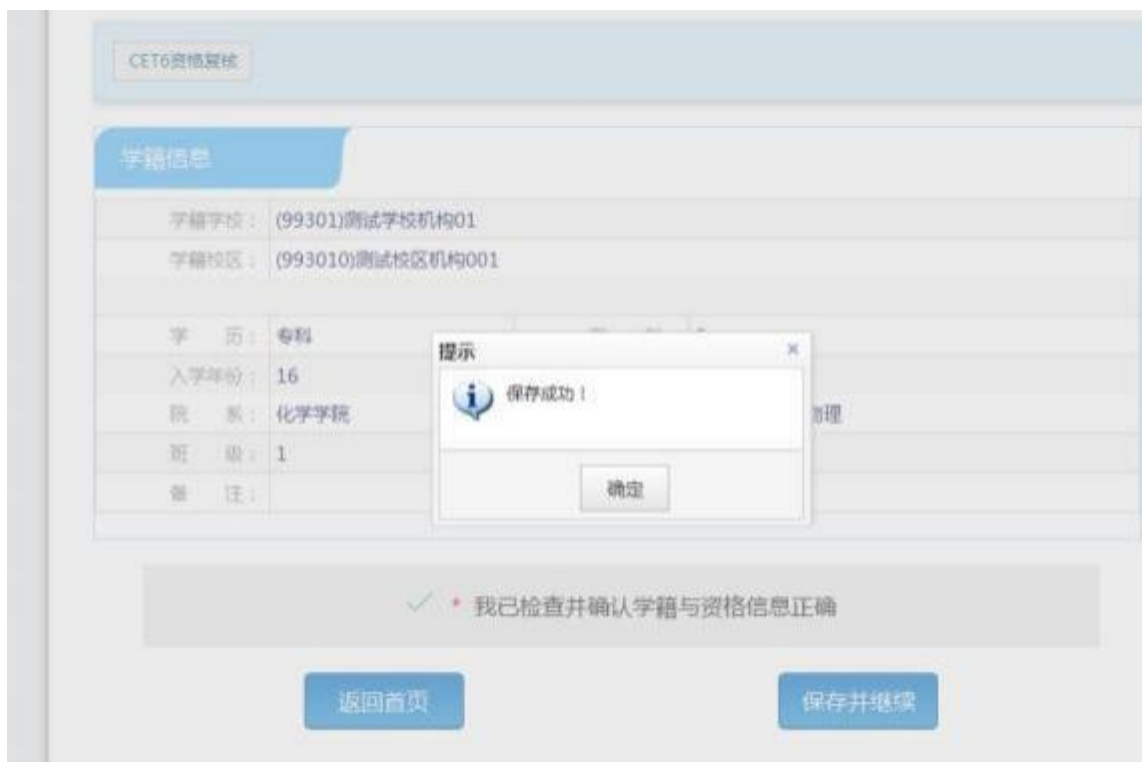 CET6资格复核
学籍信息
学籍学校： (99301)测试学校机构01
学籍校区： (993010)测试校区机构001
学 历： 专科
提示
入学年份： 16
保存成功！
院 系： 化学学院
物理
班 级： 1
确定
备 注：
* 我已检查并确认学籍与资格信息正确
返回首页
保存并继续